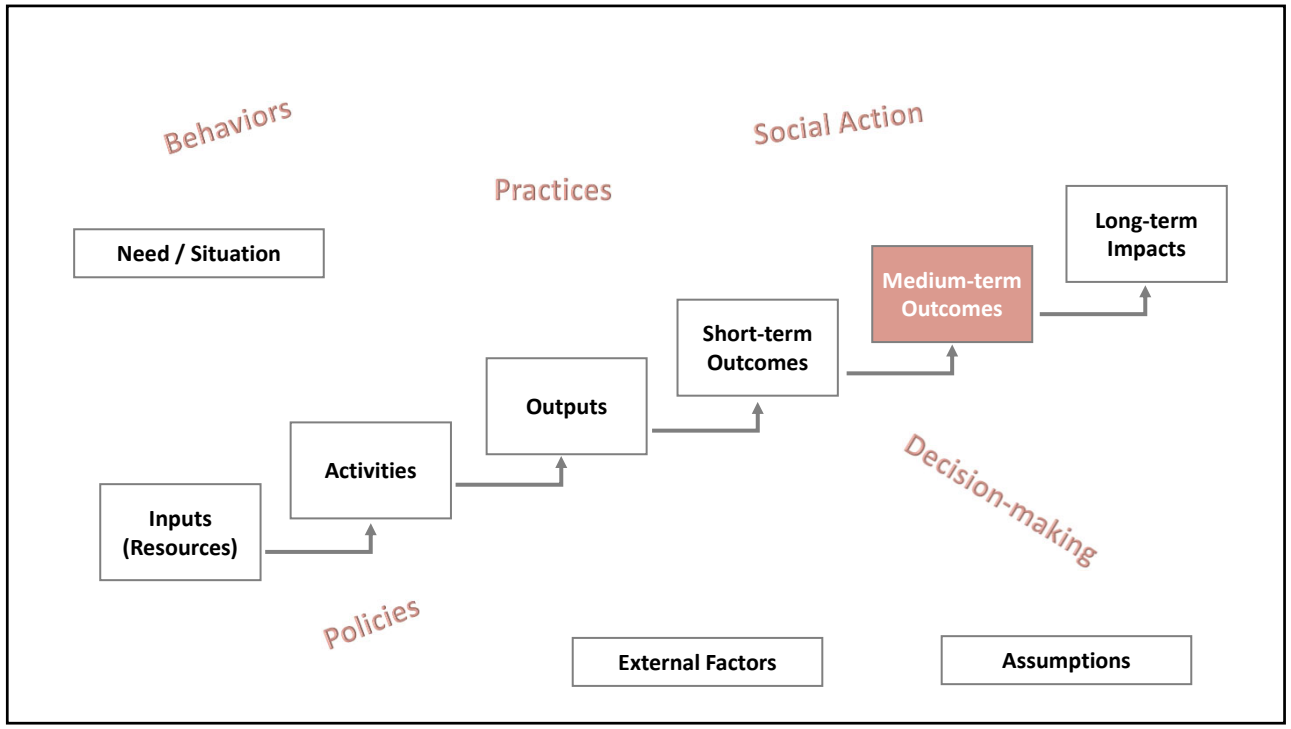 Behaviors
Social Action
Practices
Need / Situation
Long-term
Impacts
Medium-term
Outcomes
Short-term
Outcomes
Outputs
Activities
Inputs
(Resources)
Decision-making
Policies
External Factors
Assumptions